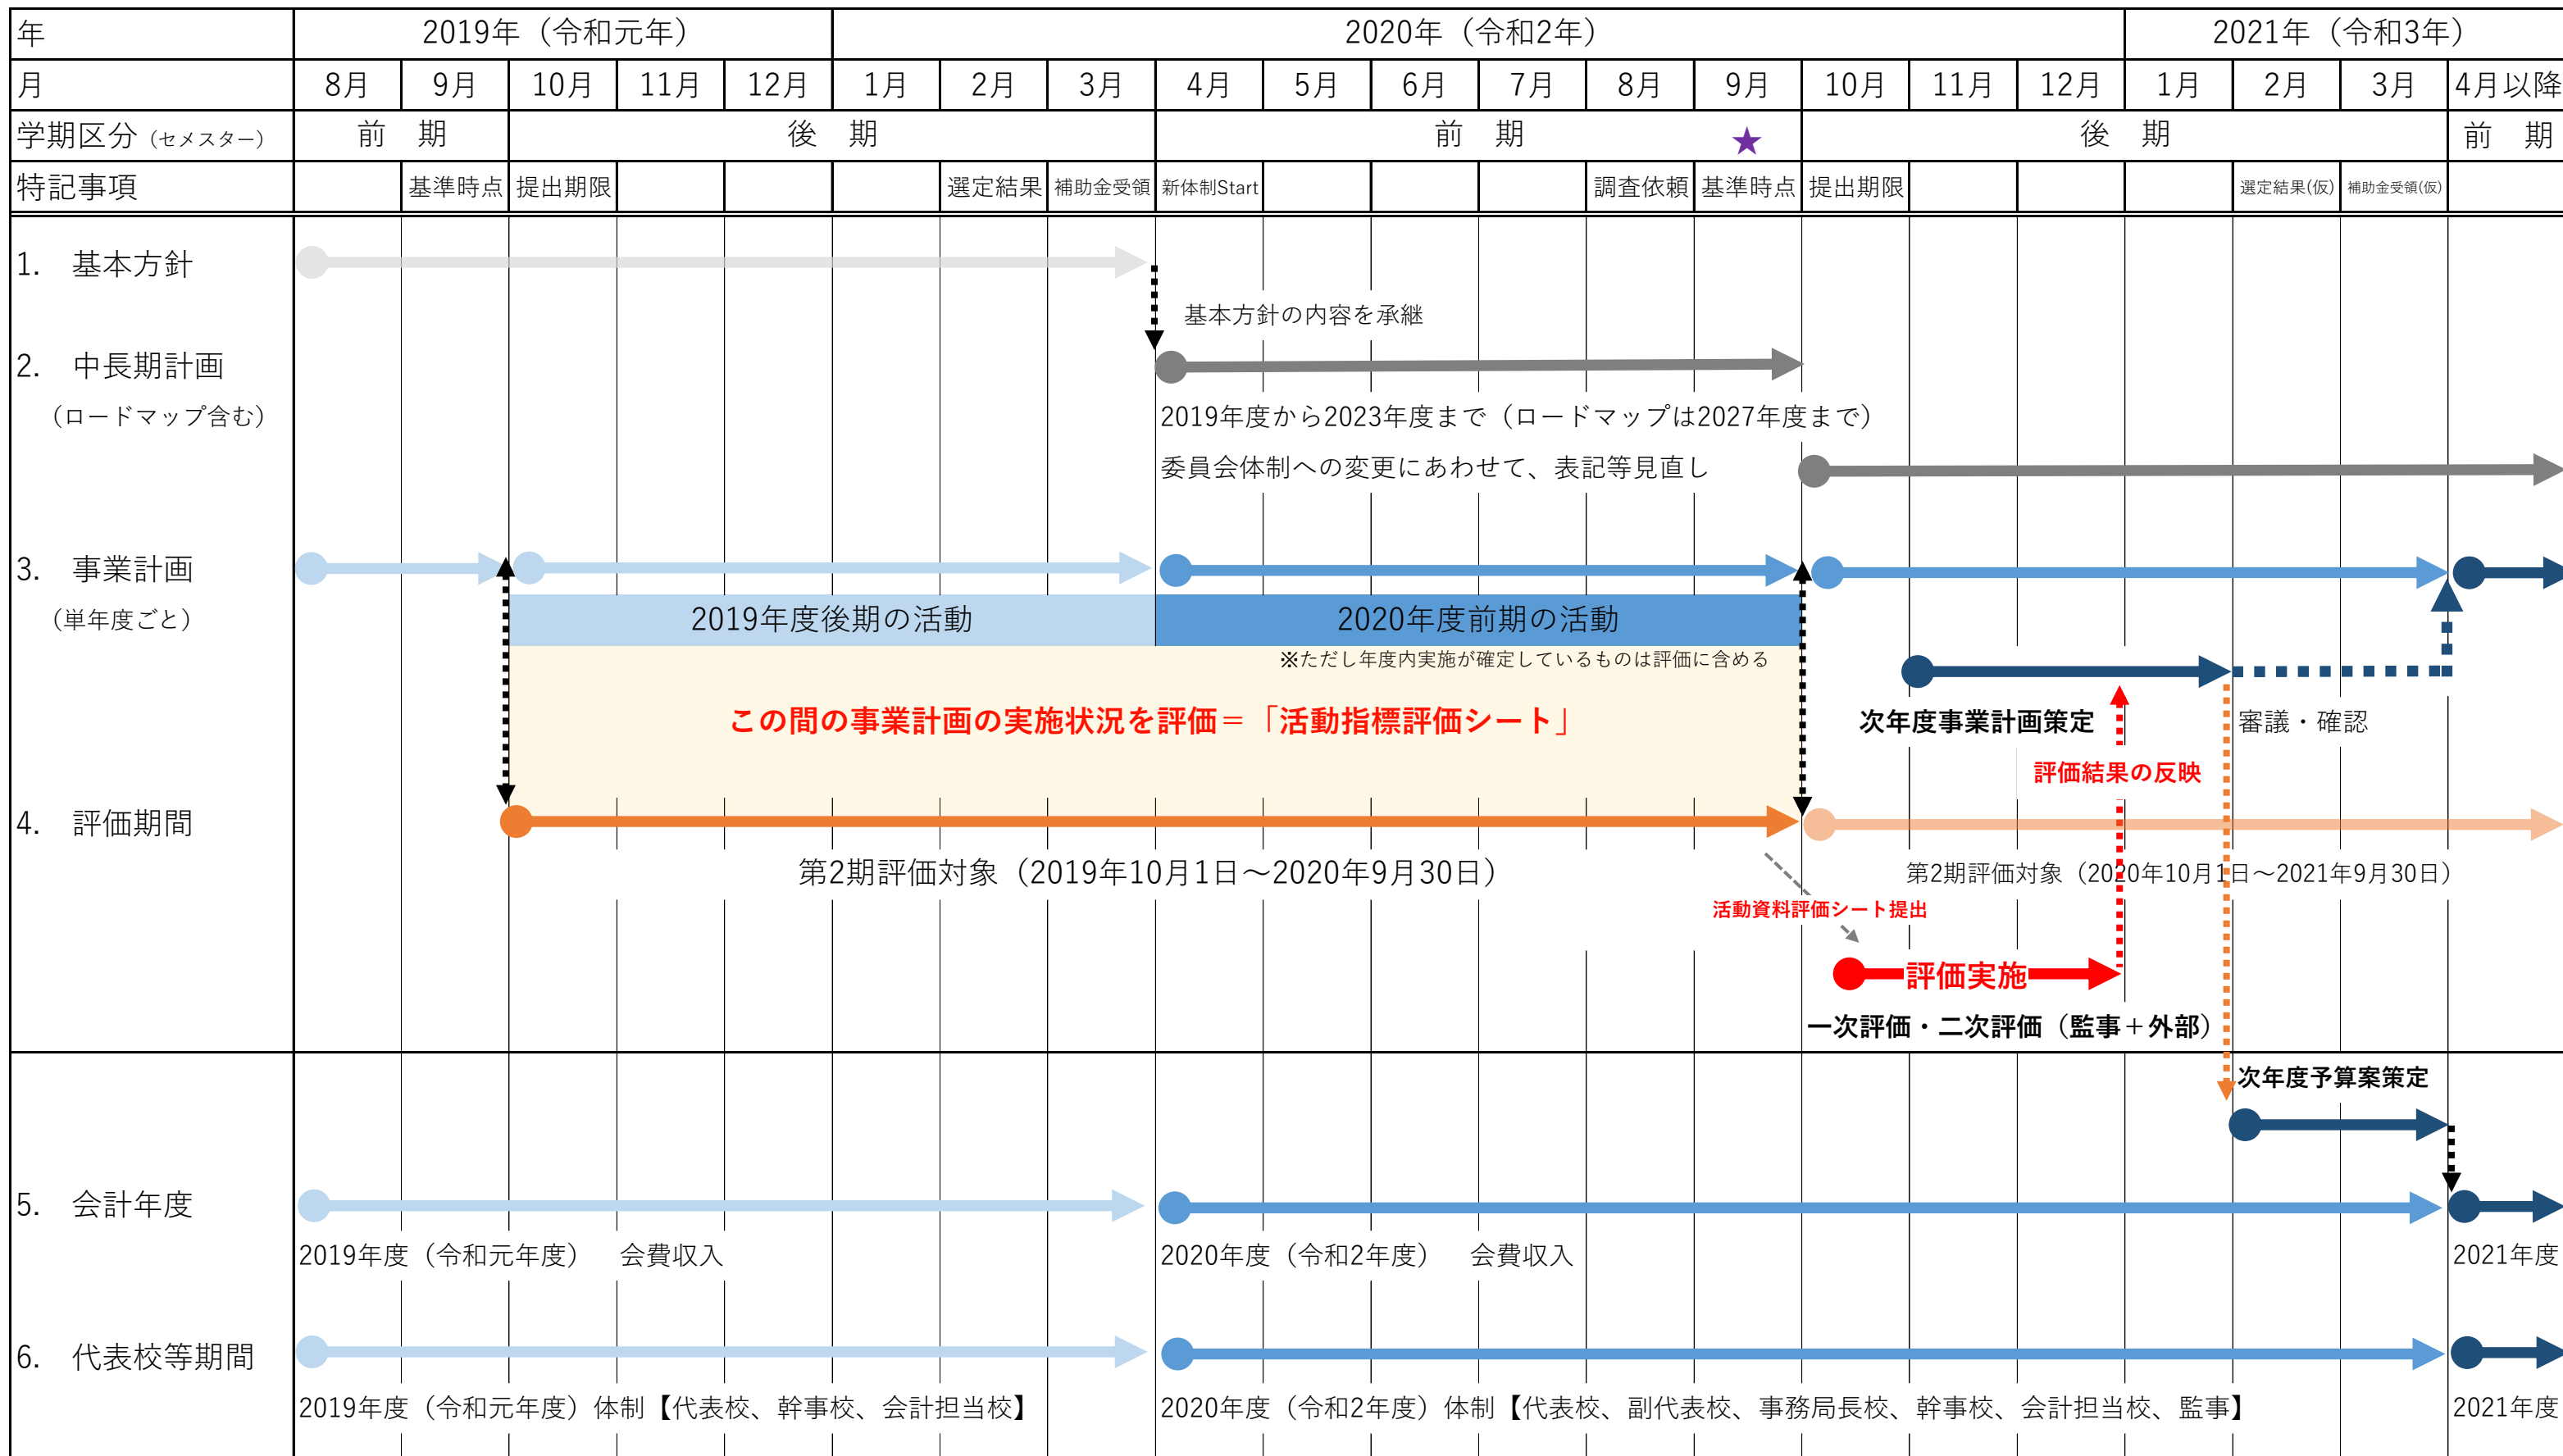 年 2019年（令和元年） 2020年（令和2年） 2021年（令和3年）
月 8月 9月 10月 11月 12月 1月 2月 3月 4月 5月 6月 7月 8月 9月 10月 11月 12月 1月 2月 3月 4月以降
学期区分（セメスター） 前　期 後　期 前　期 ★ 後　期 前　期
特記事項 基準時点 提出期限 選定結果 補助金受領 新体制Start 調査依頼 基準時点 提出期限 選定結果(仮) 補助金受領(仮)
1.　基本方針
基本方針の内容を承継
2.　中長期計画
（ロードマップ含む）
2019年度から2023年度まで（ロードマップは2027年度まで）
委員会体制への変更にあわせて、表記等見直し
3.　事業計画
（単年度ごと）
2019年度後期の活動 2020年度前期の活動
※ただし年度内実施が確定しているものは評価に含める
この間の事業計画の実施状況を評価＝「活動指標評価シート」
次年度事業計画策定 審議・確認
評価結果の反映
4.　評価期間
第2期評価対象（2019年10月1日～2020年9月30日） 第2期評価対象（2020年10月1日～2021年9月30日）
活動資料評価シート提出
評価実施
一次評価・二次評価（監事＋外部）
次年度予算案策定
5.　会計年度
2019年度（令和元年度）　会費収入 2020年度（令和2年度）　会費収入 2021年度
6.　代表校等期間
2019年度（令和元年度）体制【代表校、幹事校、会計担当校】 2020年度（令和2年度）体制【代表校、副代表校、事務局長校、幹事校、会計担当校、監事】 2021年度